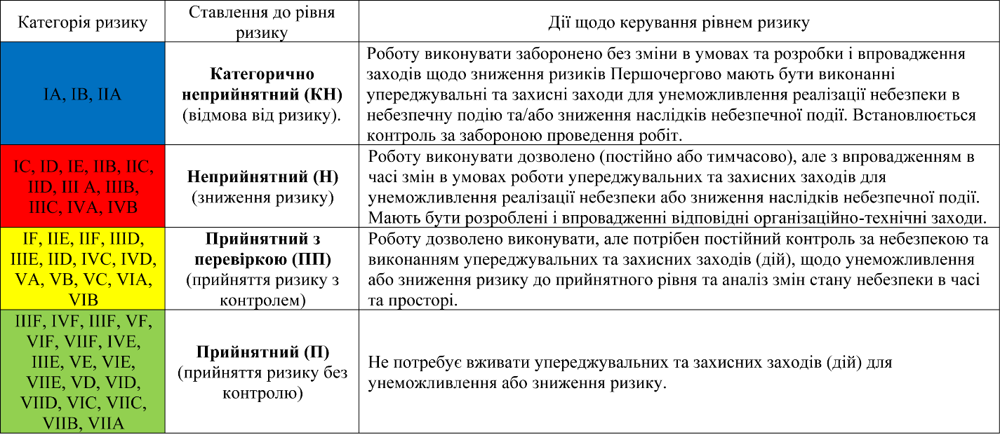 Категорія ризику
Ставлення до рівня
ризику
Дії щодо керування рівнем ризику
IA, IB, IIA
Категорично
неприйнятний (КН)
(відмова від ризику).
Роботу виконувати заборонено без зміни в умовах та розробки і впровадження
заходів щодо зниження ризиків Першочергово мають бути виконанні
упереджувальні та захисні заходи для унеможливлення реалізації небезпеки в
небезпечну подію та/або зниження наслідків небезпечної події. Встановлюється
контроль за забороною проведення робіт.
IC, ID, IE, IIB, IIC,
IID, III A, IIIB,
IIIC, IVA, IVB
Неприйнятний (Н)
(зниження ризику)
Роботу виконувати дозволено (постійно або тимчасово), але з впровадженням в
часі змін в умовах роботи упереджувальних та захисних заходів для
унеможливлення реалізації небезпеки або зниження наслідків небезпечної події.
Мають бути розроблені і впровадженні відповідні організаційно-технічні заходи.
IF, IIE, IIF, IIID,
IIIE, IID, IVC, IVD,
VA, VB, VC, VIA,
VIB
Прийнятний з
перевіркою (ПП)
(прийняття ризику з
контролем)
Роботу дозволено виконувати, але потрібен постійний контроль за небезпекою та
виконанням упереджувальних та захисних заходів (дій), щодо унеможливлення
або зниження ризику до прийнятного рівня та аналіз змін стану небезпеки в часі
та просторі.
IIIF, IVF, IIIF, VF,
VIF, VIIF, IVE,
IIIE, VE, VIE,
VIIE, VD, VID,
VIID, VIC, VIIC,
VIIB, VIIA
Прийнятний (П)
(прийняття ризику без
контролю)
Не потребує вживати упереджувальних та захисних заходів (дій) для
унеможливлення або зниження ризику.